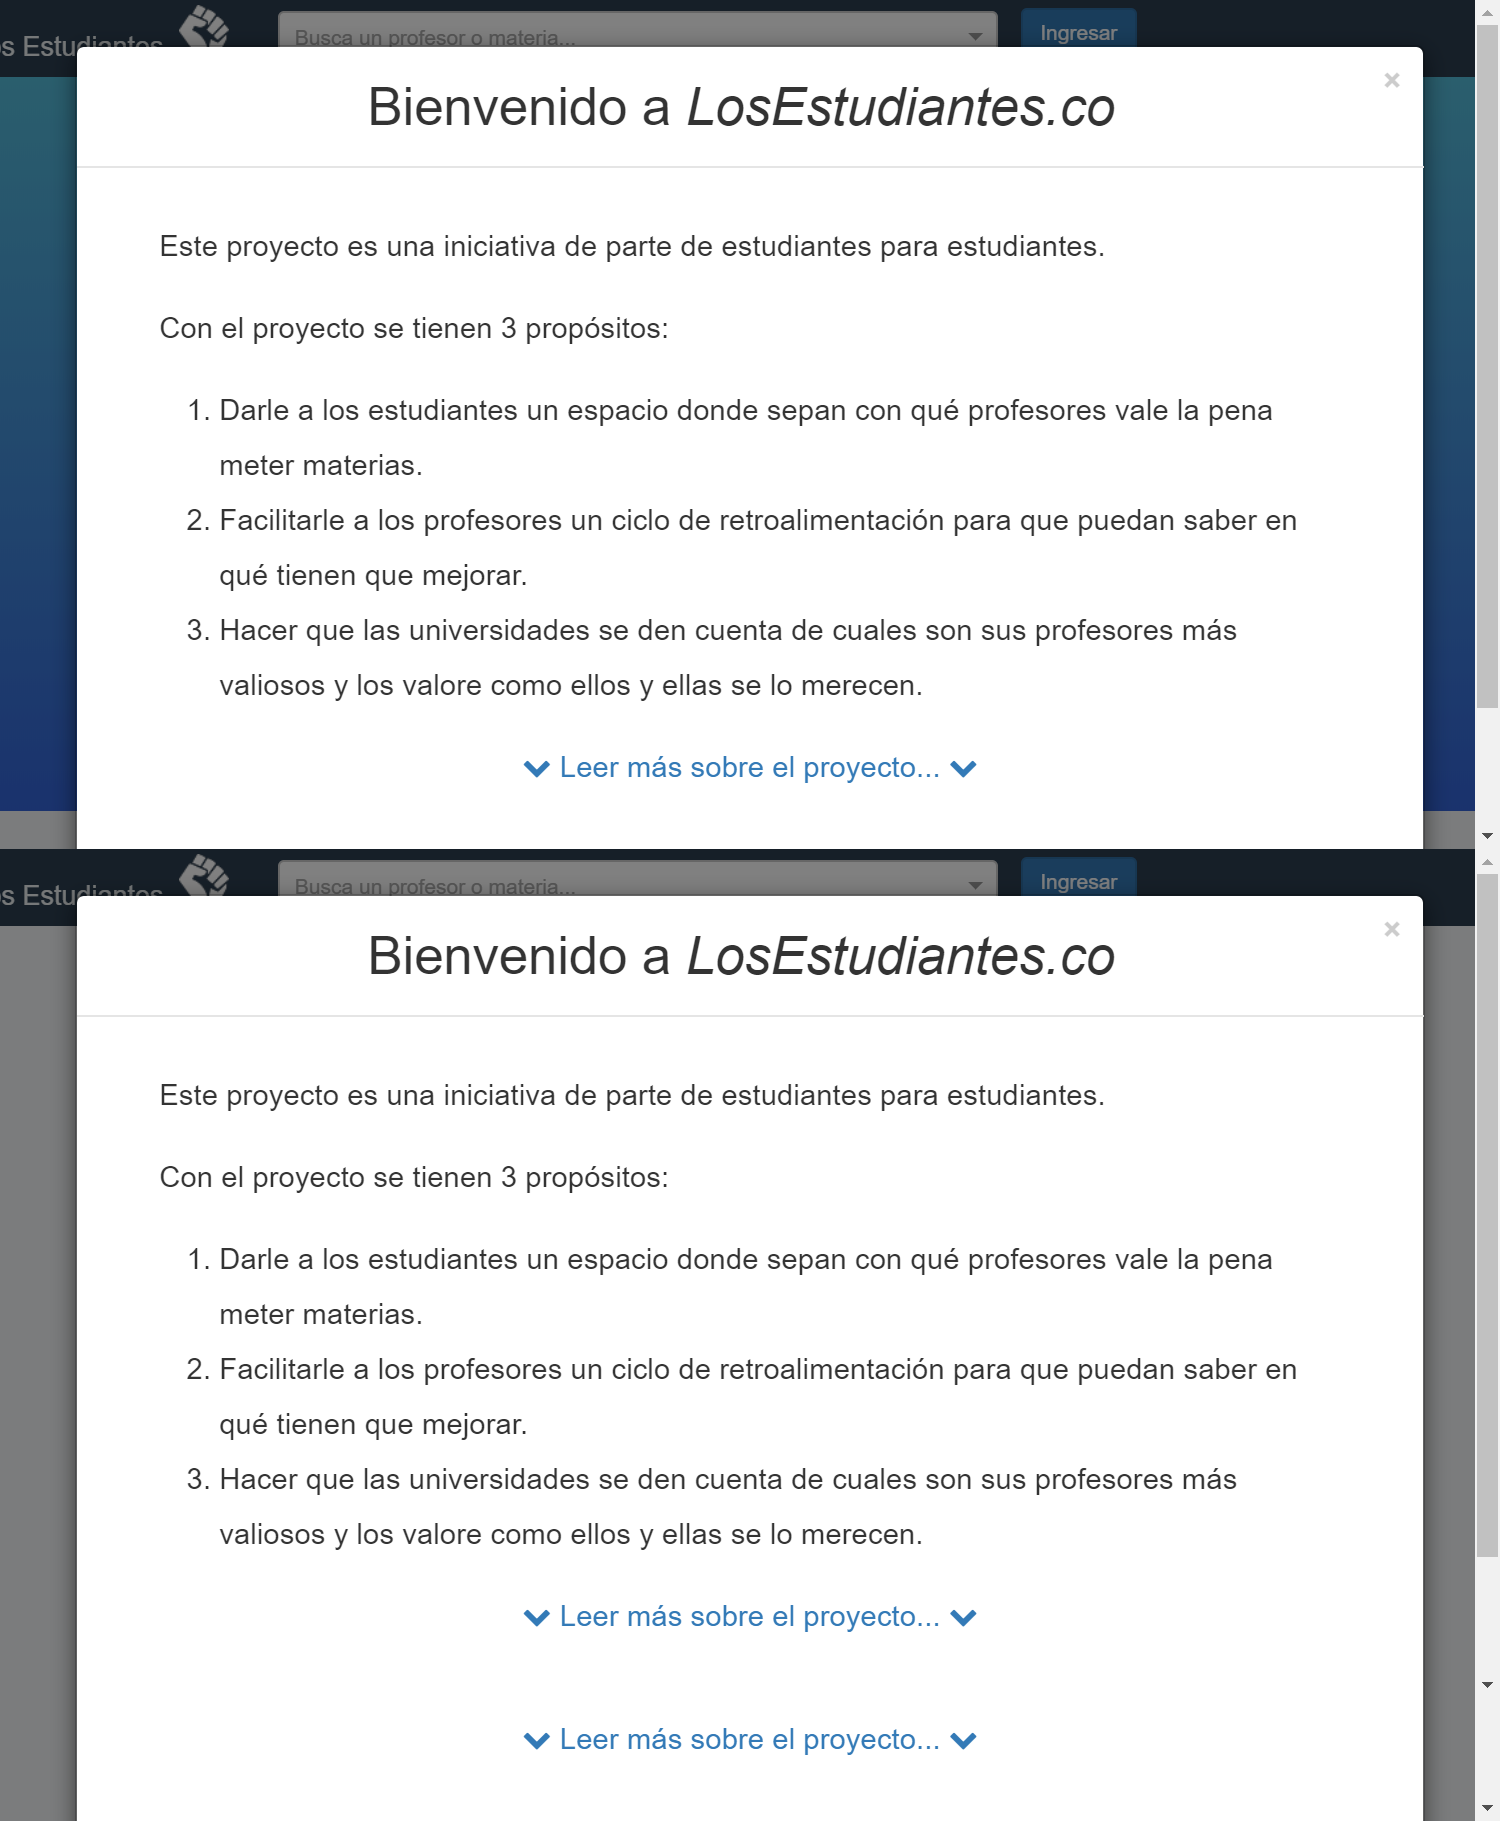 s Estudiantes
Busca un profesor o materia...
Ingresar
×
Bienvenido a LosEstudiantes.co
Este proyecto es una iniciativa de parte de estudiantes para estudiantes.
Con el proyecto se tienen 3 propósitos:
1. Darle a los estudiantes un espacio donde sepan con qué profesores vale la pena
meter materias.
2. Facilitarle a los profesores un ciclo de retroalimentación para que puedan saber en
qué tienen que mejorar.
3. Hacer que las universidades se den cuenta de cuales son sus profesores más
valiosos y los valore como ellos y ellas se lo merecen.
Leer más sobre el proyecto...
s Estudiantes
Busca un profesor o materia...
Ingresar
×
Bienvenido a LosEstudiantes.co
Este proyecto es una iniciativa de parte de estudiantes para estudiantes.
Con el proyecto se tienen 3 propósitos:
1. Darle a los estudiantes un espacio donde sepan con qué profesores vale la pena
meter materias.
2. Facilitarle a los profesores un ciclo de retroalimentación para que puedan saber en
qué tienen que mejorar.
3. Hacer que las universidades se den cuenta de cuales son sus profesores más
valiosos y los valore como ellos y ellas se lo merecen.
Leer más sobre el proyecto...
Leer más sobre el proyecto...